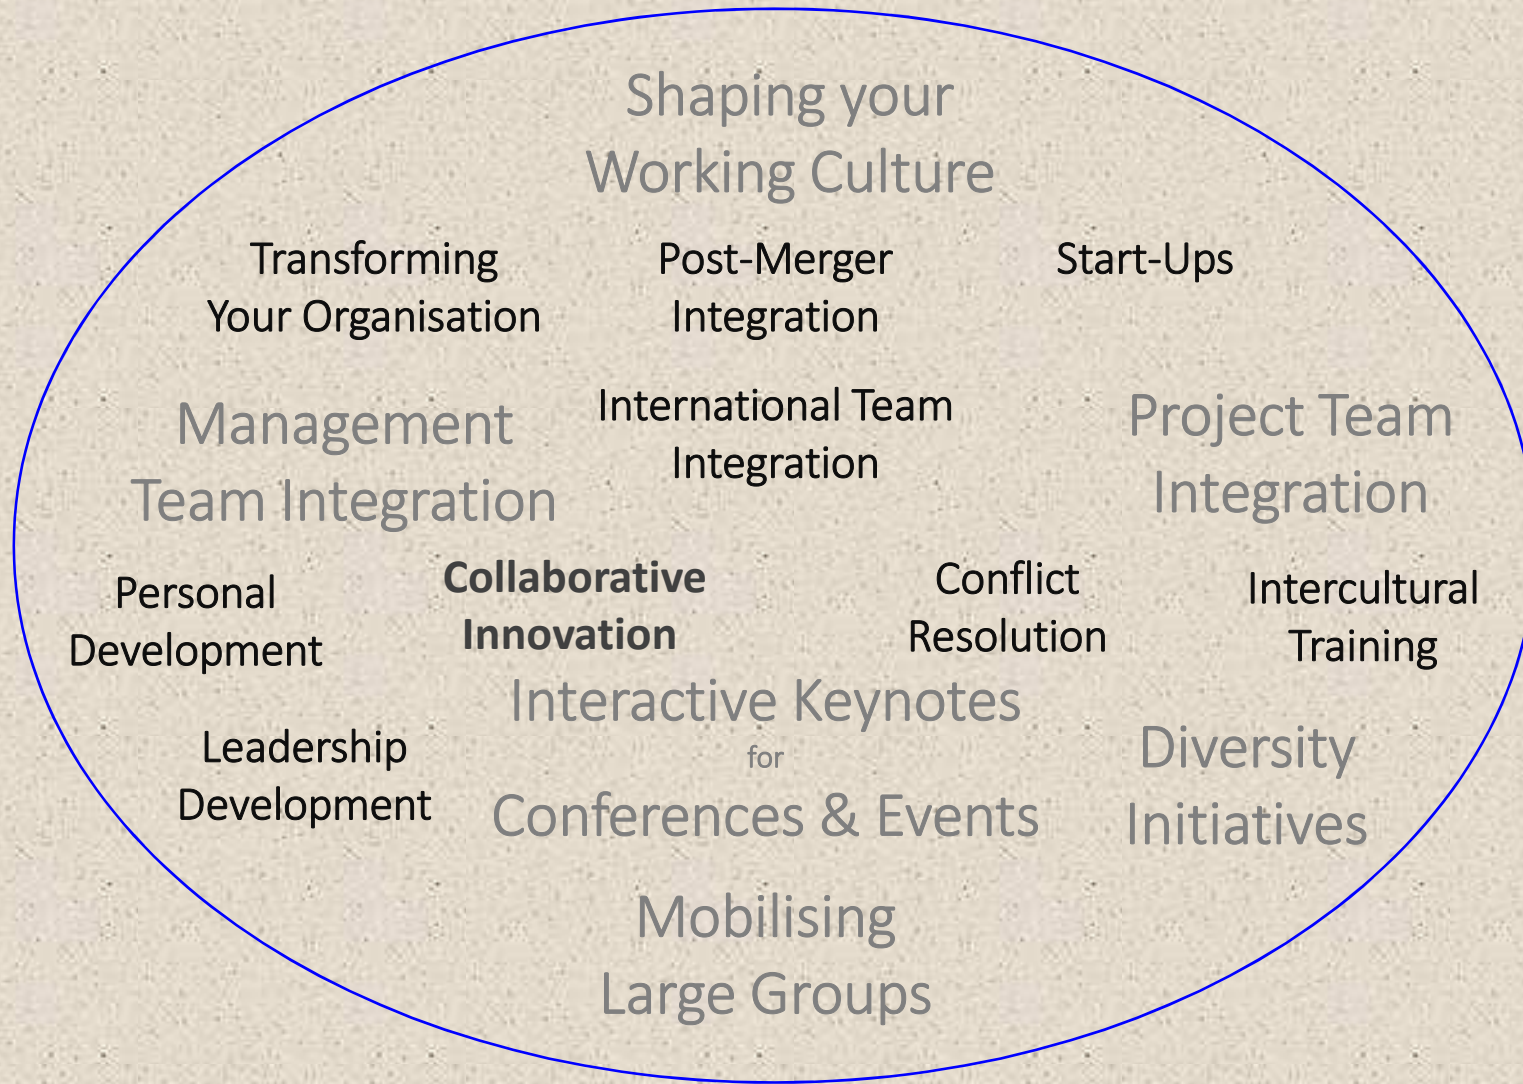 Shaping your
Working Culture
Transforming
Your Organisation
Post-Merger
Integration
Start-Ups
Management
Team Integration
International Team
Integration
Project Team
Integration
Personal
Development
Collaborative
Innovation
Conflict
Resolution
Intercultural
Training
Interactive Keynotes
for
Conferences & Events
Leadership
Development
Diversity
Initiatives
Mobilising
Large Groups